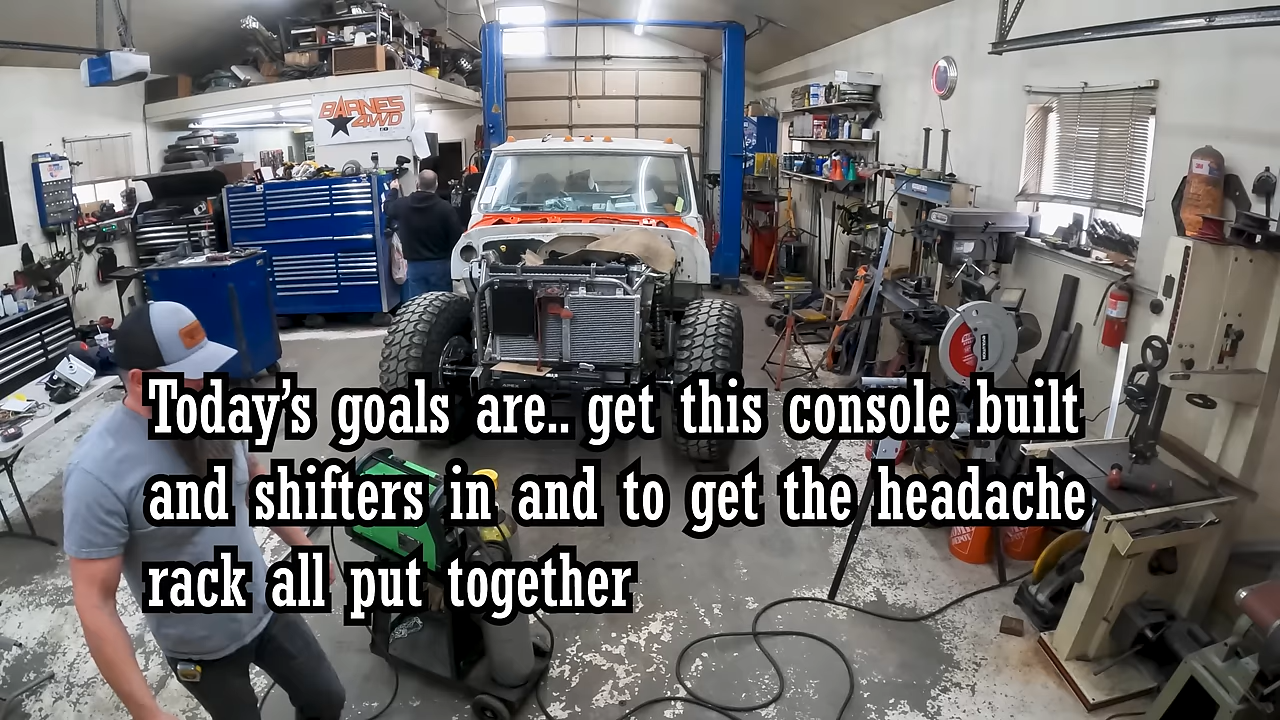 BARNES
4WD
Today's goals are.. get this console built
and shifters in and to get the headache
rack all put together